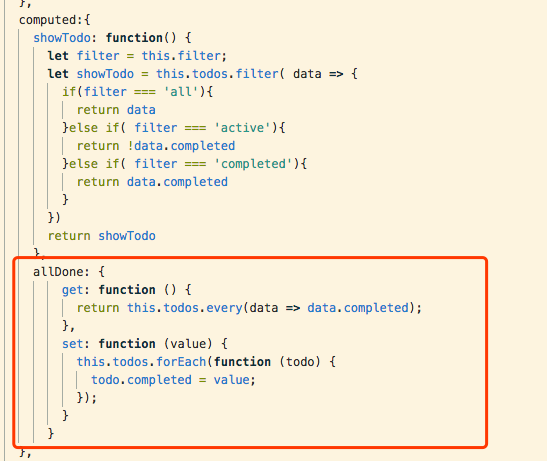 },
computed:{
showTodo: function() {
let filter = this.filter;
let showTodo = this.todos.filter( data => {
if(filter === 'all'){
return data
}else if( filter === 'active'){
return !data.completed
}else if( filter === 'completed'){
return data.completed
}
})
return showTodo
},
allDone: {
get: function () {
return this.todos.every(data => data.completed);
},
set: function (value) {
this.todos.forEach(function (todo) {
todo.completed = value;
});
}
}
},